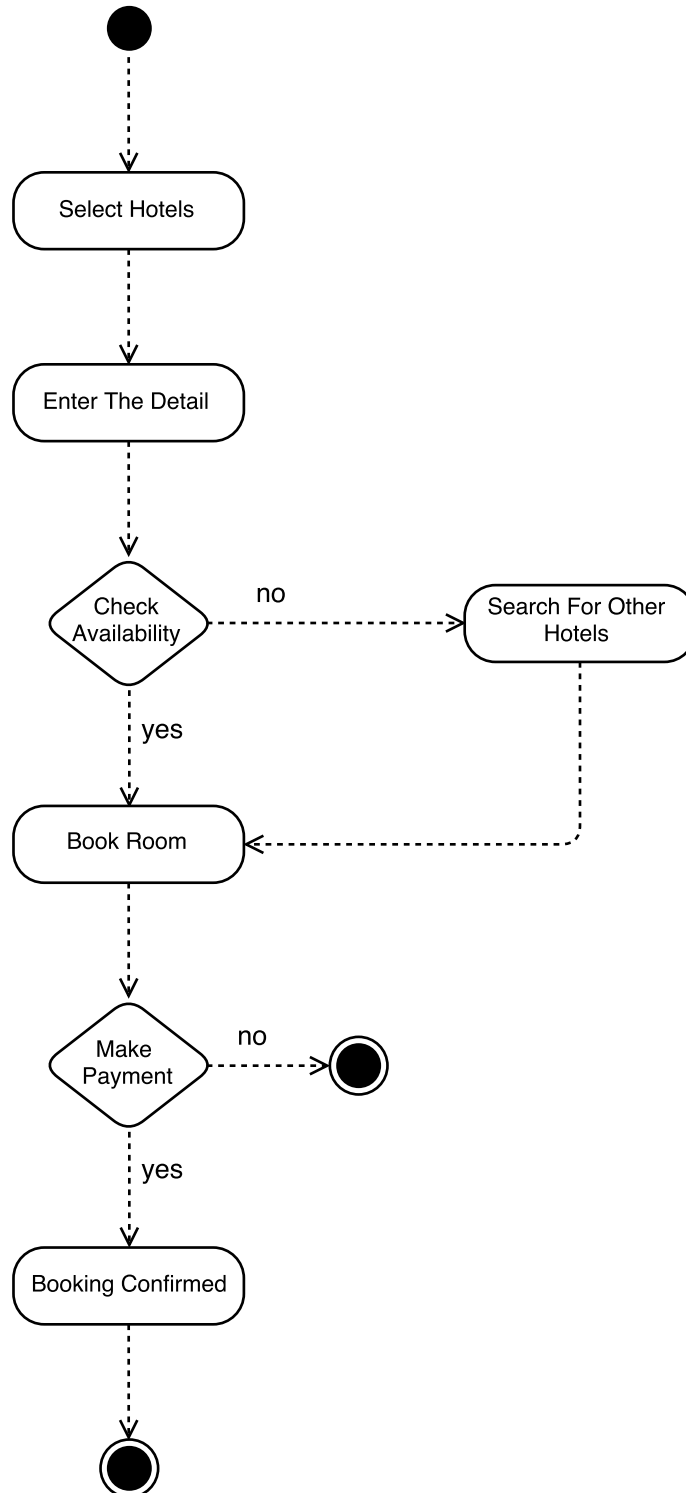 Select Hotels
Enter The Detail
Check
Availability
no
Search For Other
Hotels
yes
Book Room
Make
Payment
no
yes
Booking Confirmed